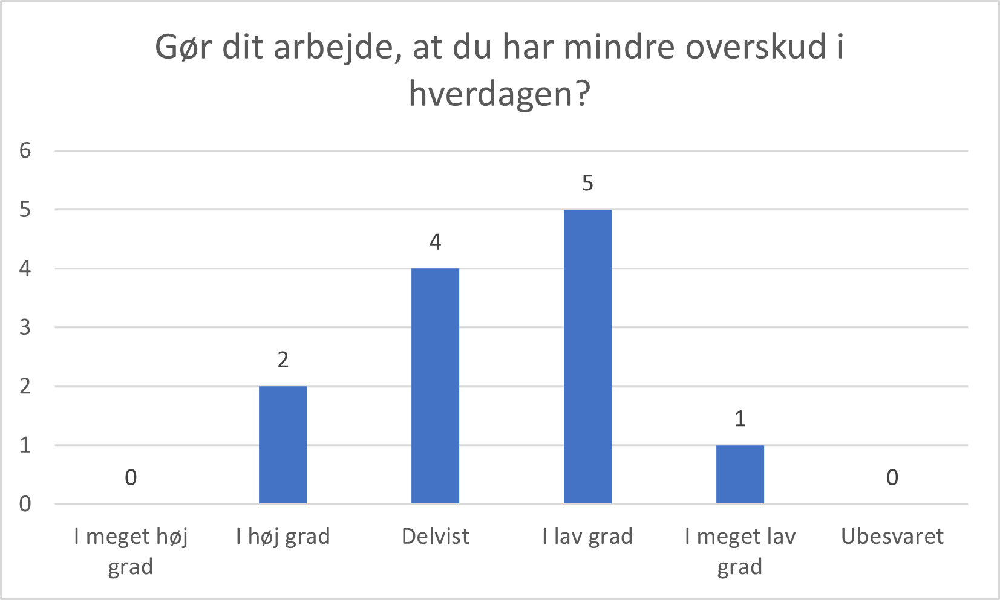 Gør dit arbejde, at du har mindre overskud i
hverdagen?
6
5
4
3
2
1
0
0
2
4
5
1
0
I meget høj
grad
I høj grad
Delvist
I lav grad
I meget lav
grad
Ubesvaret